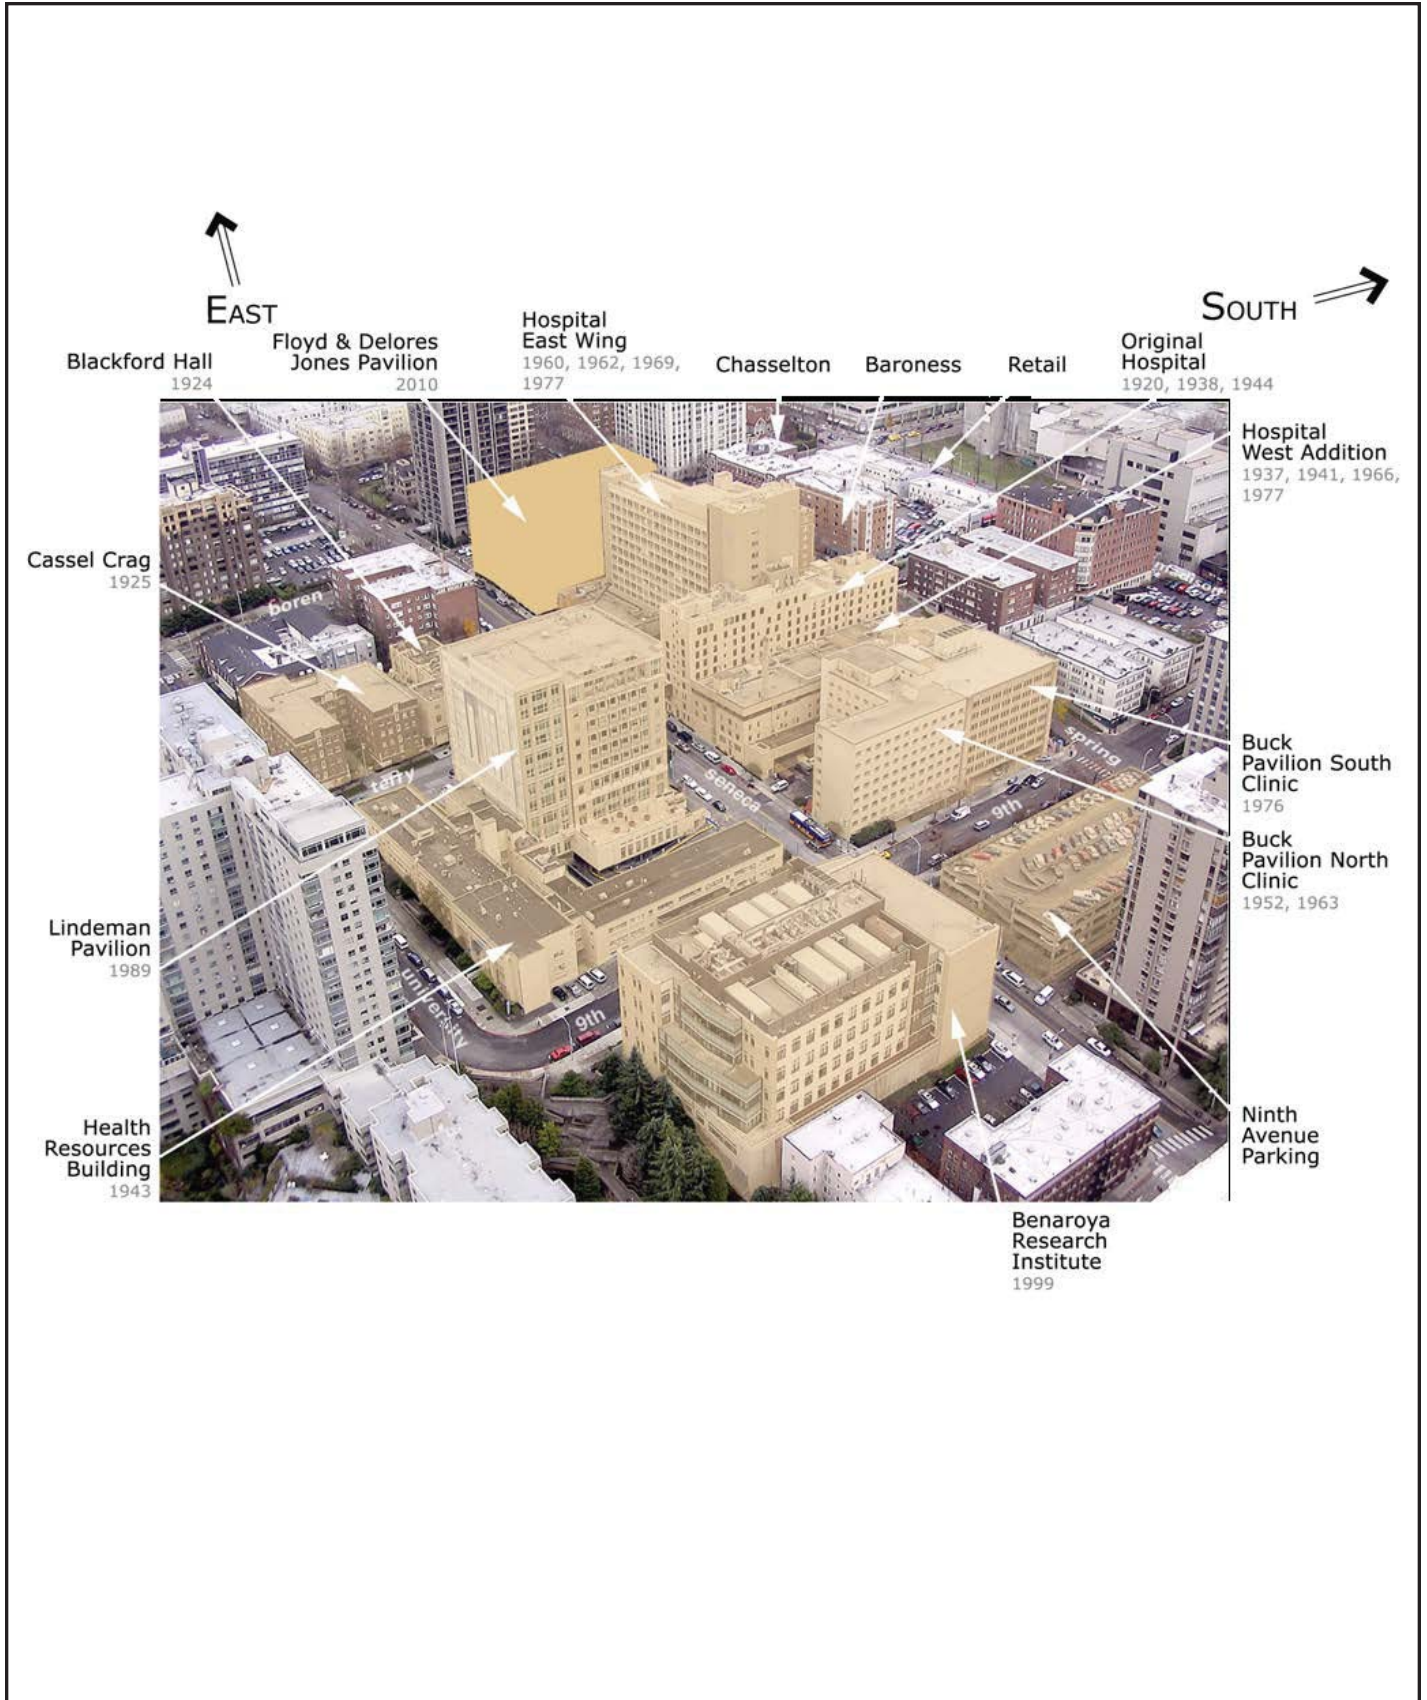 EAST
SOUTH
Blackford Hall
1924
Floyd & Delores
Jones Pavilion
2010
Hospital
East Wing
1960, 1962, 1969,
1977
Chasselton
Baroness
Retail
Original
Hospital
1920, 1938, 1944
Hospital
West Addition
1937, 1941, 1966,
1977
Cassel Crag
1925
boren
terry
seneca
spring
9th
Buck
Pavilion South
Clinic
1976
Buck
Pavilion North
Clinic
1952, 1963
Lindeman
Pavilion
1989
university
9th
Health
Resources
Building
1943
Ninth
Avenue
Parking
Benaroya
Research
Institute
1999